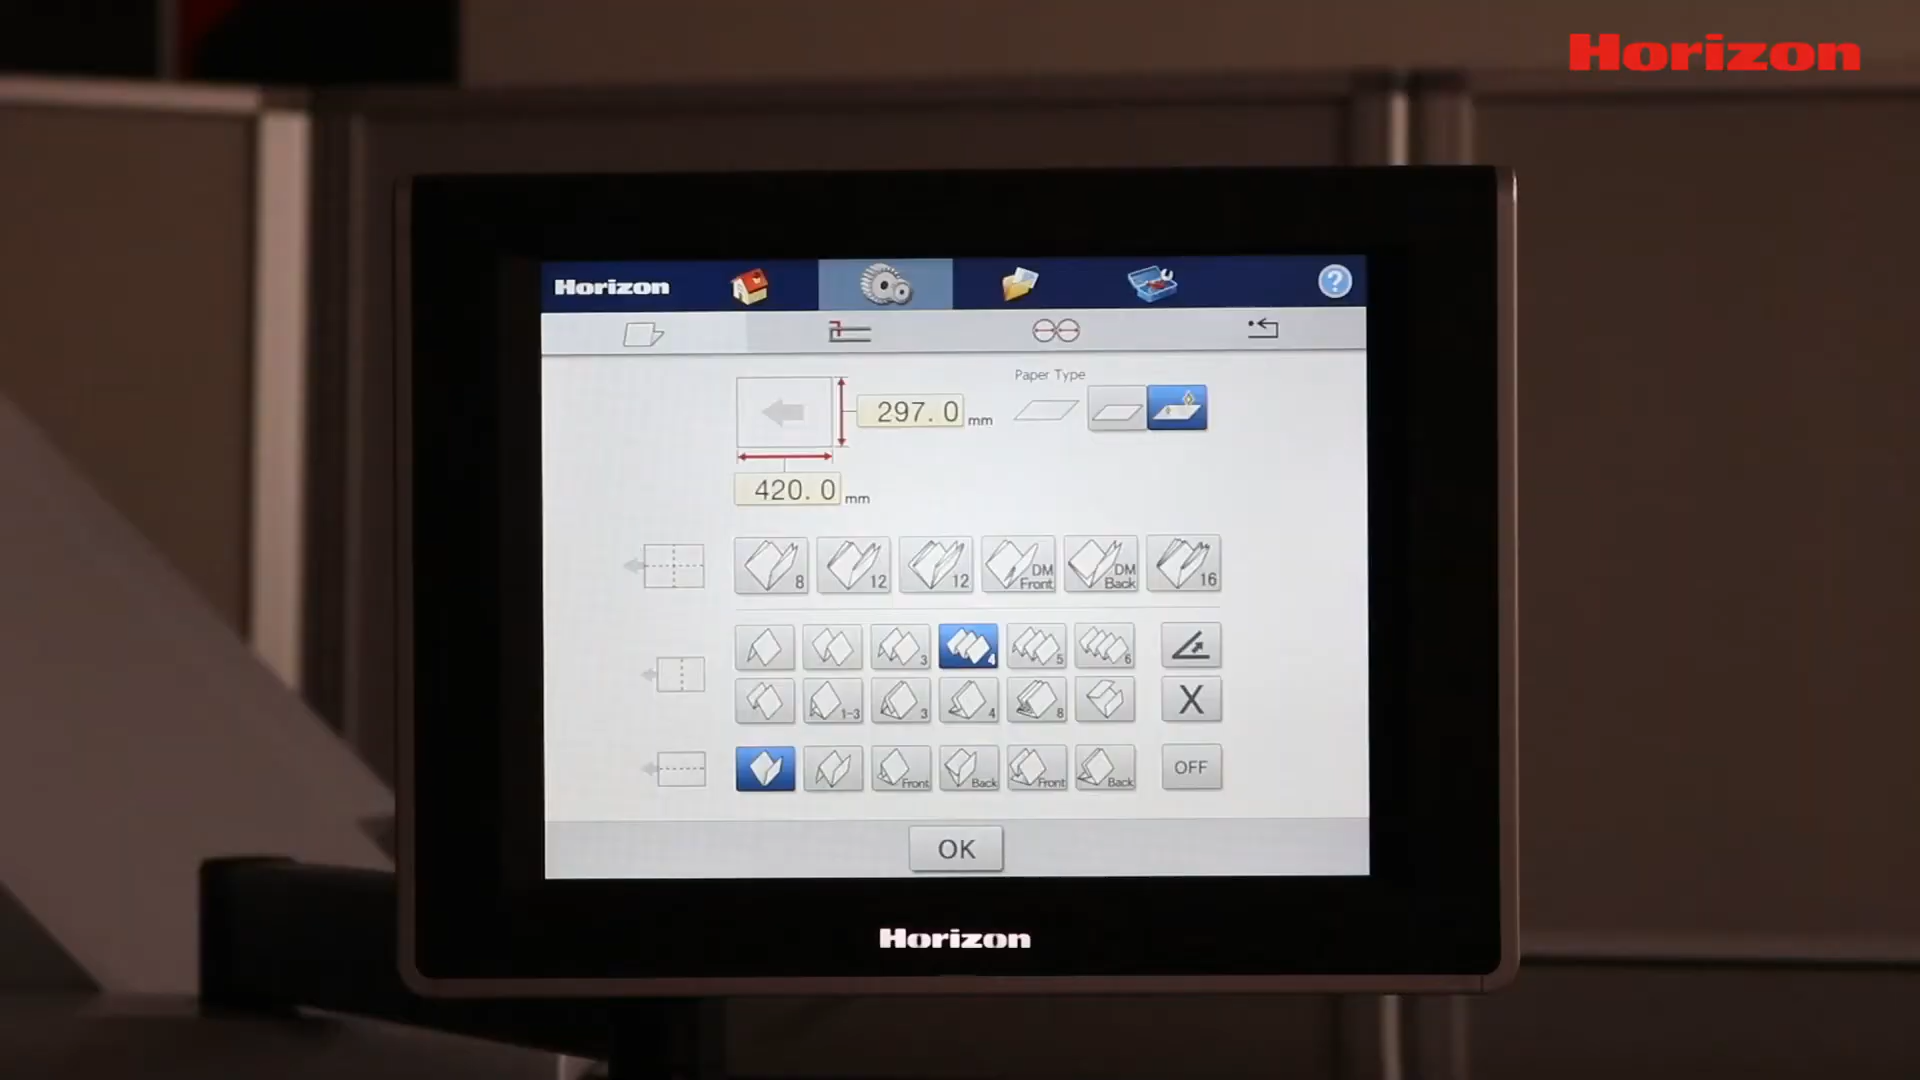 Horizon
Horizon
Paper Type
297.0 mm
420.0 mm
8 12 12 DM Front DM Back 16
3 4 5 6
1-3 3 4 8 X
Front Back Front Back OFF
OK
Horizon